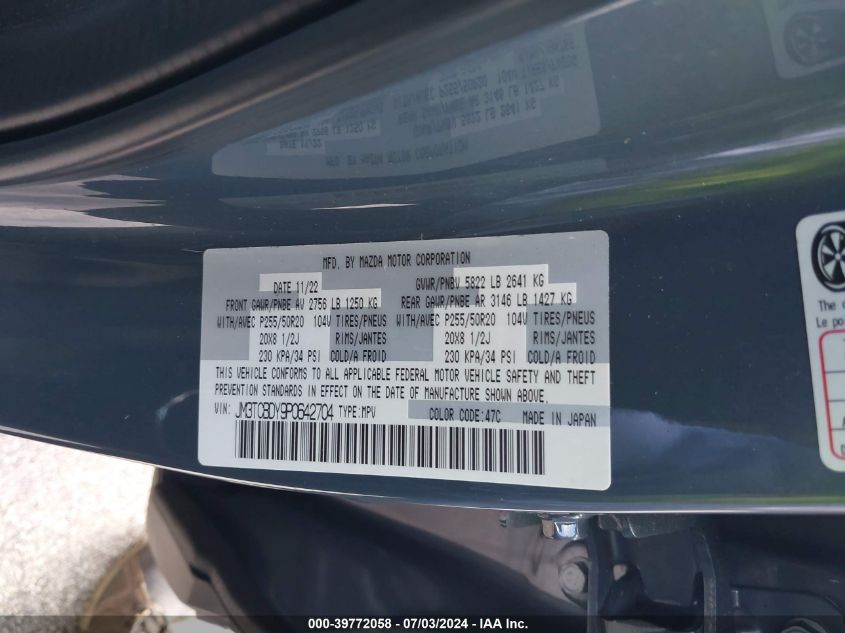 MFD. BY MAZDA MOTOR CORPORATION
DATE 11/22 GVWR/PNBV 5822 LB 2641 KG
FRONT GAWR/PNBE AV 2756 LB 1250 KG REAR GAWR/PNBE AR 3146 LB 1427 KG
WITH/AVEC P255/50R20 104V TIRES/PNEUS WITH/AVEC P255/50R20 104V TIRES/PNEUS
20X8 1/2J RIMS/JANTES 20X8 1/2J RIMS/JANTES
230 KPA/34 PSI COLD/A FROID 230 KPA/34 PSI COLD/A FROID
THIS VEHICLE CONFORMS TO ALL APPLICABLE FEDERAL MOTOR VEHICLE SAFETY AND THEFT
PREVENTION STANDARDS IN EFFECT ON THE DATE OF MANUFACTURE SHOWN ABOVE.
VIN: JM3TCBDY9P0642704 TYPE:MPV COLOR CODE:47C MADE IN JAPAN
The
Le po
000-39772058 - 07/03/2024 - IAA Inc.